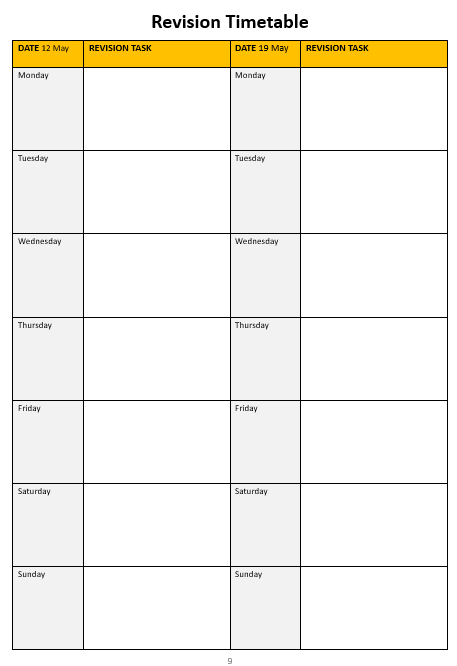 Revision Timetable
DATE 12 May REVISION TASK DATE 19 May REVISION TASK
Monday Monday
Tuesday Tuesday
Wednesday Wednesday
Thursday Thursday
Friday Friday
Saturday Saturday
Sunday Sunday
9